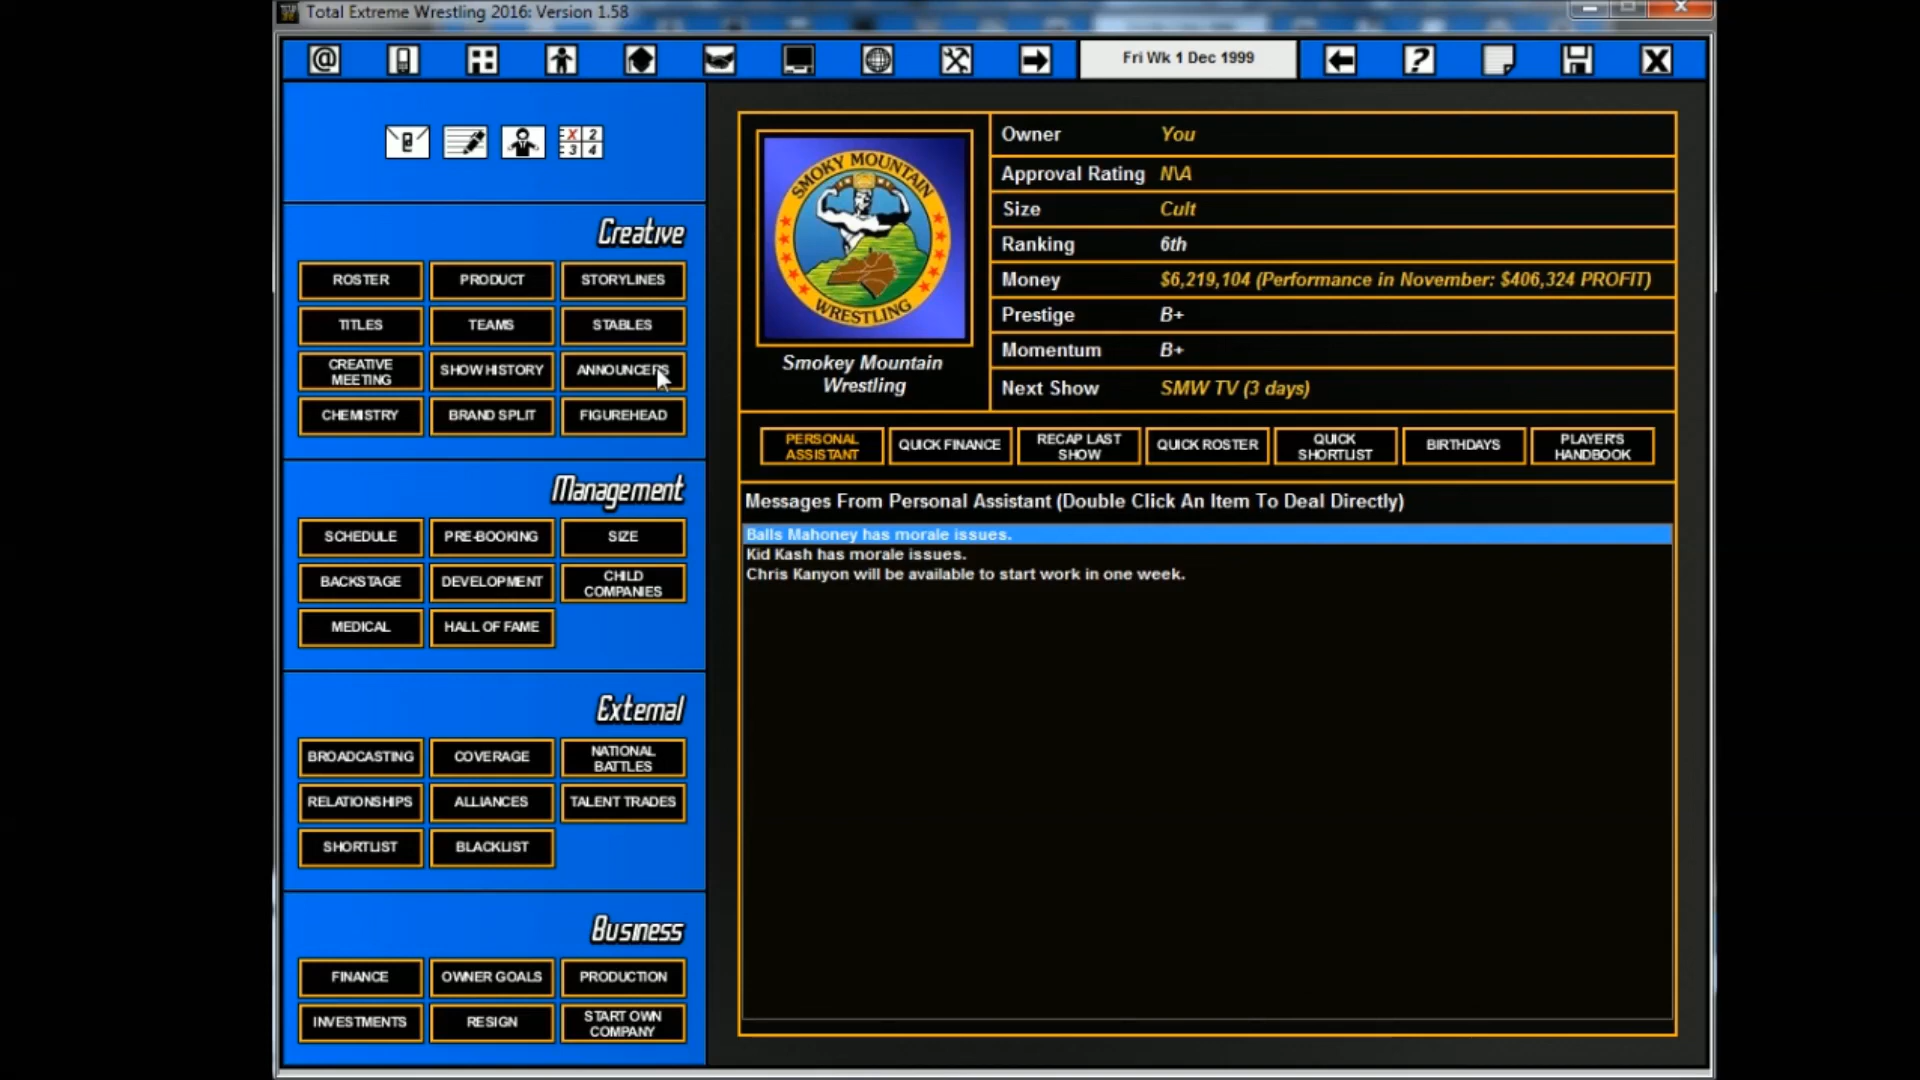 Total Extreme Wrestling 2016: Version 1.58
Fri Wk 1 Dec 1999
Creative
ROSTER
PRODUCT
STORYLINES
TITLES
TEAMS
STABLES
CREATIVE
MEETING
SHOW HISTORY
ANNOUNCERS
CHEMISTRY
BRAND SPLIT
FIGUREHEAD
Management
SCHEDULE
PRE-BOOKING
SIZE
BACKSTAGE
DEVELOPMENT
CHILD
COMPANIES
MEDICAL
HALL OF FAME
External
BROADCASTING
COVERAGE
NATIONAL
BATTLES
RELATIONSHIPS
ALLIANCES
TALENT TRADES
SHORTLIST
BLACKLIST
Business
FINANCE
OWNER GOALS
PRODUCTION
INVESTMENTS
RESIGN
START OWN
COMPANY
SMOKY MOUNTAIN
WRESTLING
Smokey Mountain
Wrestling
Owner You
Approval Rating N\A
Size Cult
Ranking 6th
Money $6,219,104 (Performance in November: $406,324 PROFIT)
Prestige B+
Momentum B+
Next Show SMW TV (3 days)
PERSONAL
ASSISTANT
QUICK FINANCE
RECAP LAST
SHOW
QUICK ROSTER
QUICK
SHORTLIST
BIRTHDAYS
PLAYER'S
HANDBOOK
Messages From Personal Assistant (Double Click An Item To Deal Directly)
Balls Mahoney has morale issues.
Kid Kash has morale issues.
Chris Kanyon will be available to start work in one week.